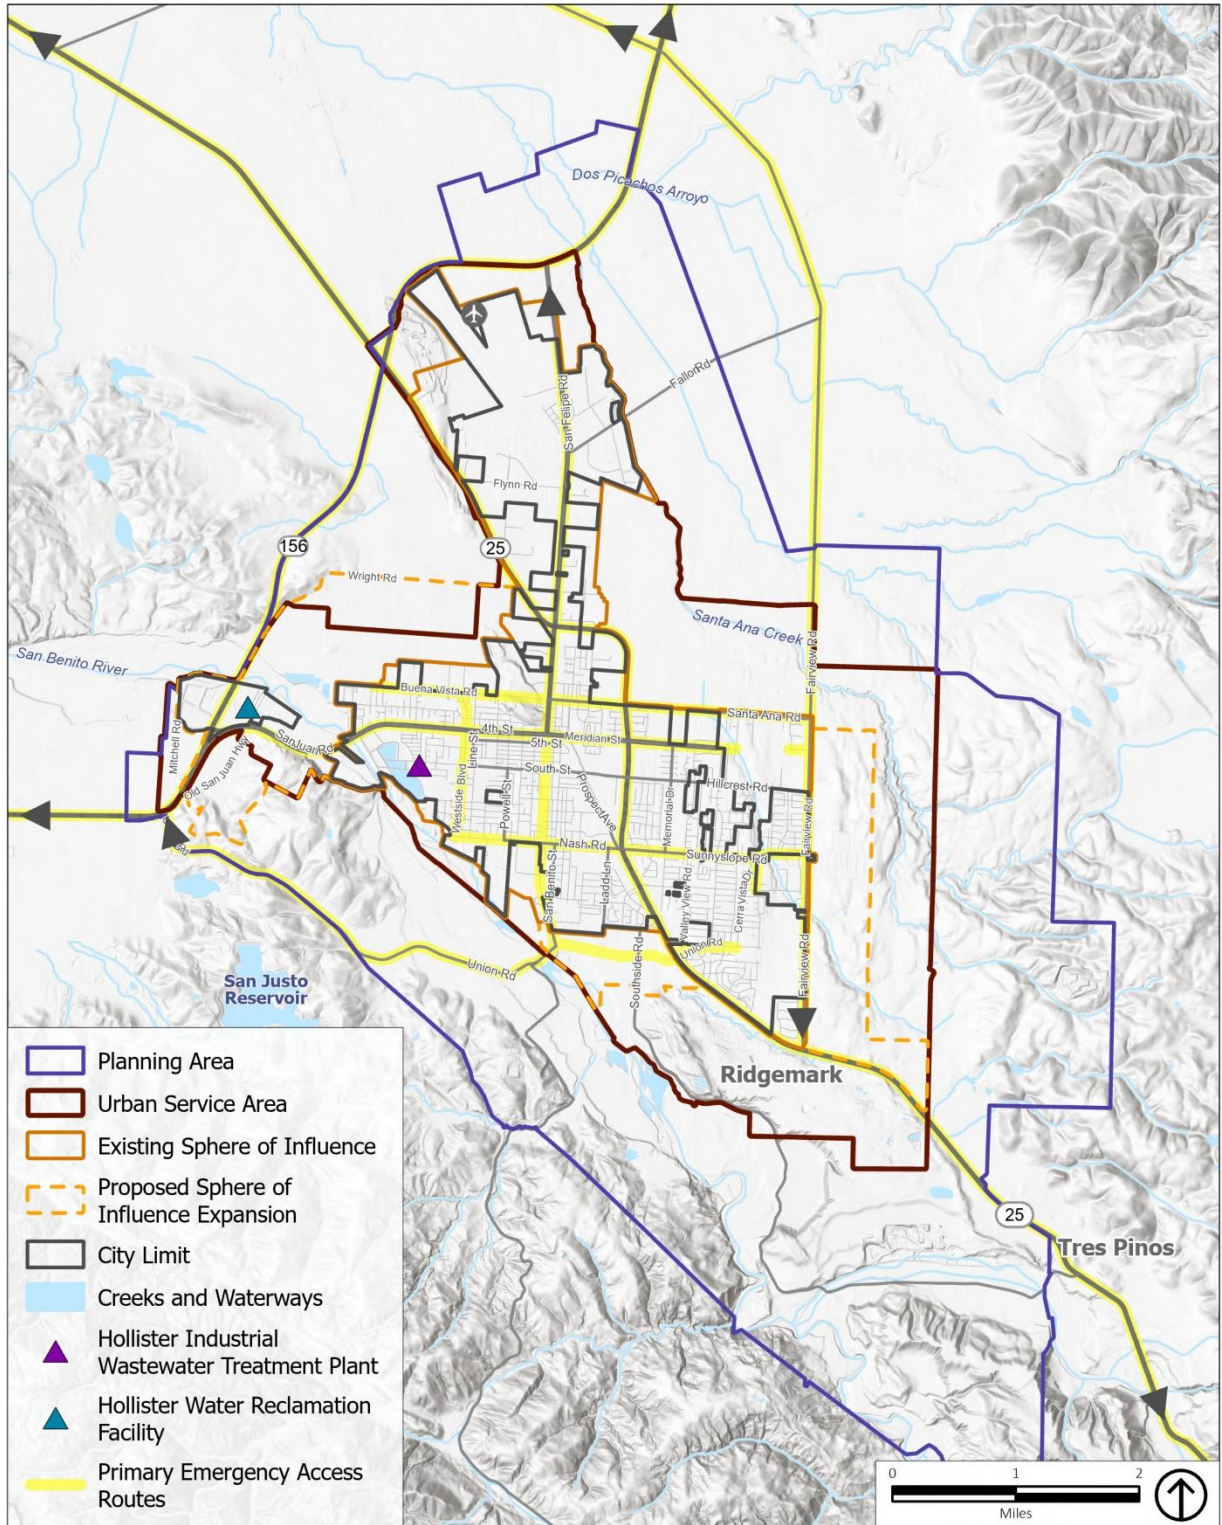 Dos Picachos Arroyo
Fallon Rd
San Felipe Rd
Flynn Rd
156
25
Wright Rd
Santa Ana Creek
San Benito River
Fairview Rd
Buena Vista Rd
Santa Ana Rd
Mitchell Rd
San Juan Rd
4th St
Meridian St
5th St
Old San Juan Hwy
Line St
South St
Hillcrest Rd
Westside Blvd
Powell St
Prospect Ave
Memorial Dr
Fairview Rd
Nash Rd
Sunnyslope Rd
Rd
San Benito St
Ladd Ln
Valley View Rd
Cerra Vista Dr
Union Rd
Union Rd
Southside Rd
Fairview Rd
San Justo
Reservoir
Ridgemark
25
Tres Pinos
Planning Area
Urban Service Area
Existing Sphere of Influence
Proposed Sphere of
Influence Expansion
City Limit
Creeks and Waterways
Hollister Industrial
Wastewater Treatment Plant
Hollister Water Reclamation
Facility
Primary Emergency Access
Routes
0 1 2
Miles